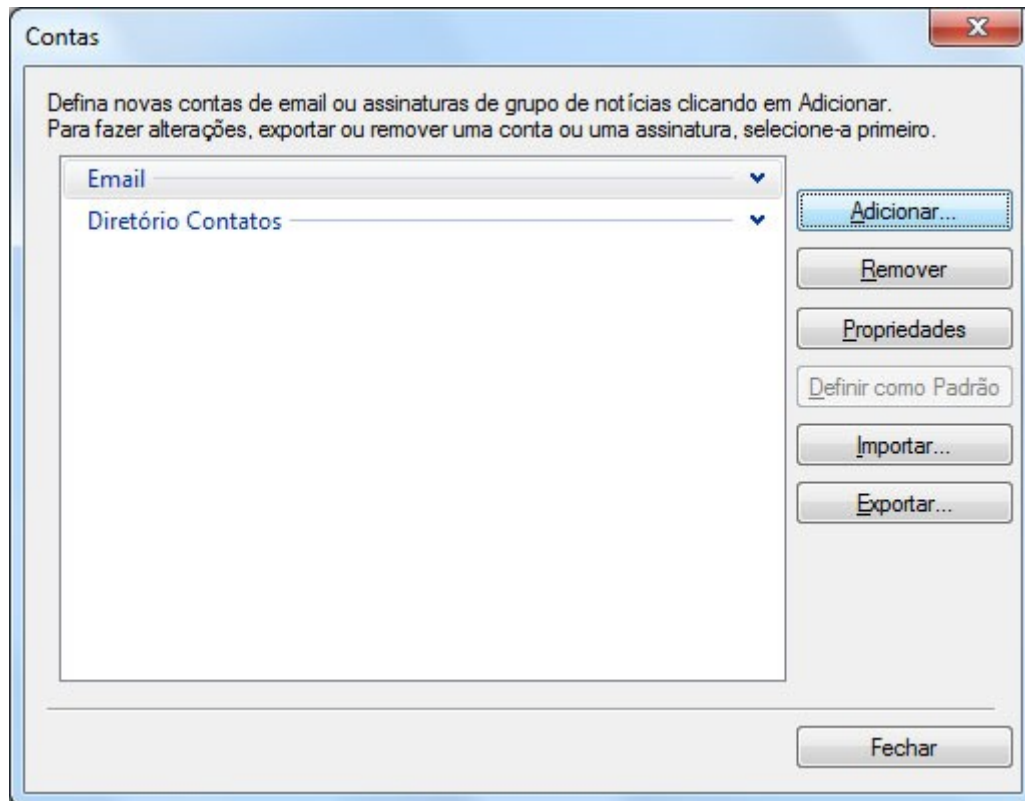 Contas
Defina novas contas de email ou assinaturas de grupo de notícias clicando em Adicionar.
Para fazer alterações, exportar ou remover uma conta ou uma assinatura, selecione-a primeiro.
Email
Diretório Contatos
Adicionar...
Remover
Propriedades
Definir como Padrão
Importar...
Exportar...
Fechar